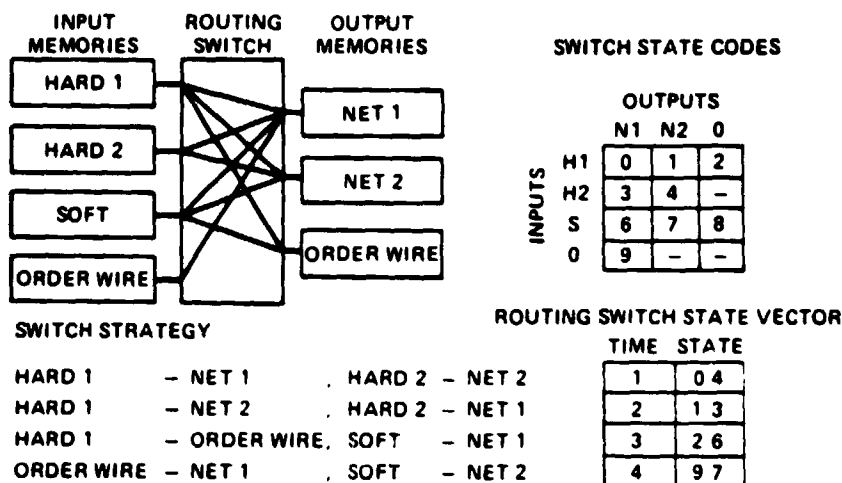 INPUT MEMORIES
ROUTING SWITCH
OUTPUT MEMORIES
HARD 1
HARD 2
SOFT
ORDER WIRE
NET 1
NET 2
ORDER WIRE
SWITCH STATE CODES
OUTPUTS
N1 N2 0
INPUTS
H1 0 1 2
H2 3 4 –
S 6 7 8
0 9 – –
SWITCH STRATEGY
HARD 1 – NET 1 , HARD 2 – NET 2
HARD 1 – NET 2 , HARD 2 – NET 1
HARD 1 – ORDER WIRE, SOFT – NET 1
ORDER WIRE – NET 1 , SOFT – NET 2
ROUTING SWITCH STATE VECTOR
TIME STATE
1 0 4
2 1 3
3 2 6
4 9 7